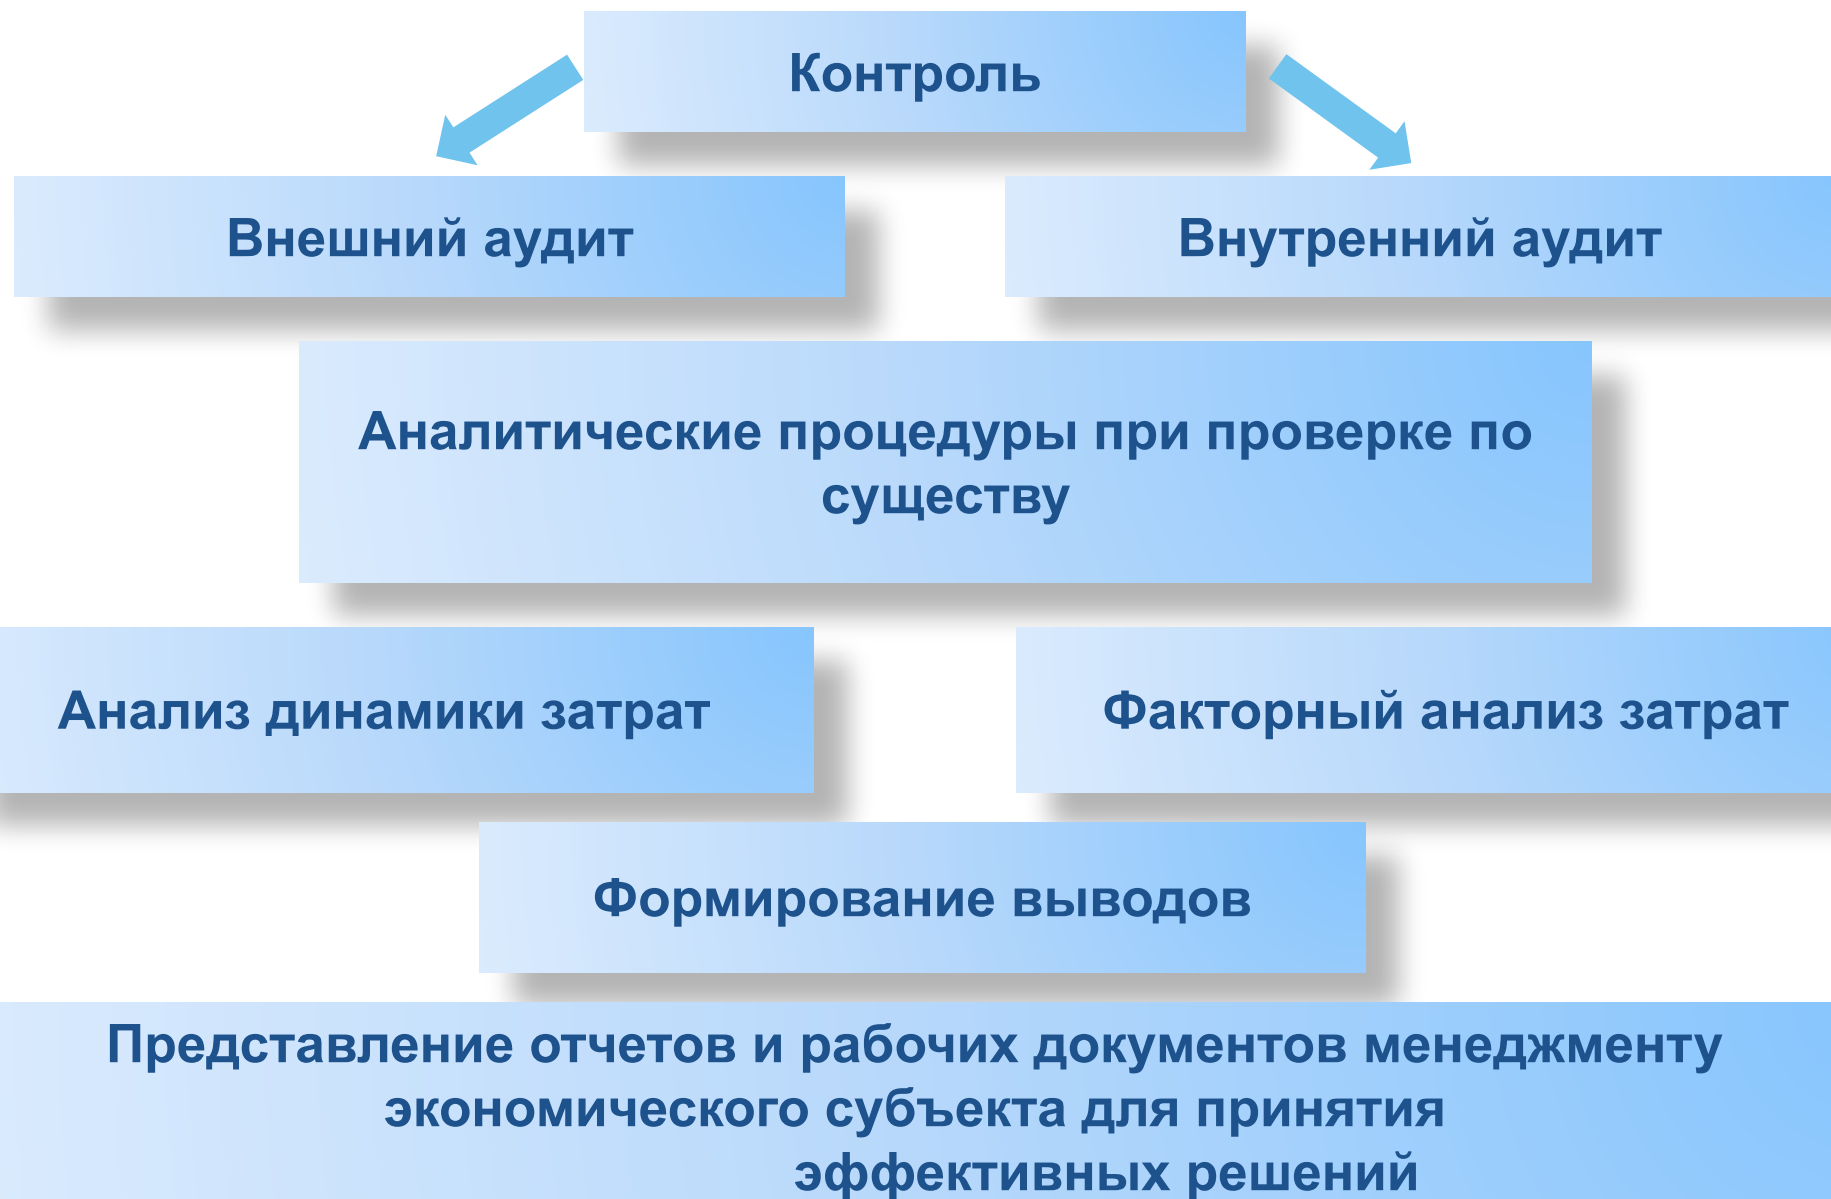 Контроль
Внешний аудит
Внутренний аудит
Аналитические процедуры при проверке по
существу
Анализ динамики затрат
Факторный анализ затрат
Формирование выводов
Представление отчетов и рабочих документов менеджменту
экономического субъекта для принятия
эффективных решений